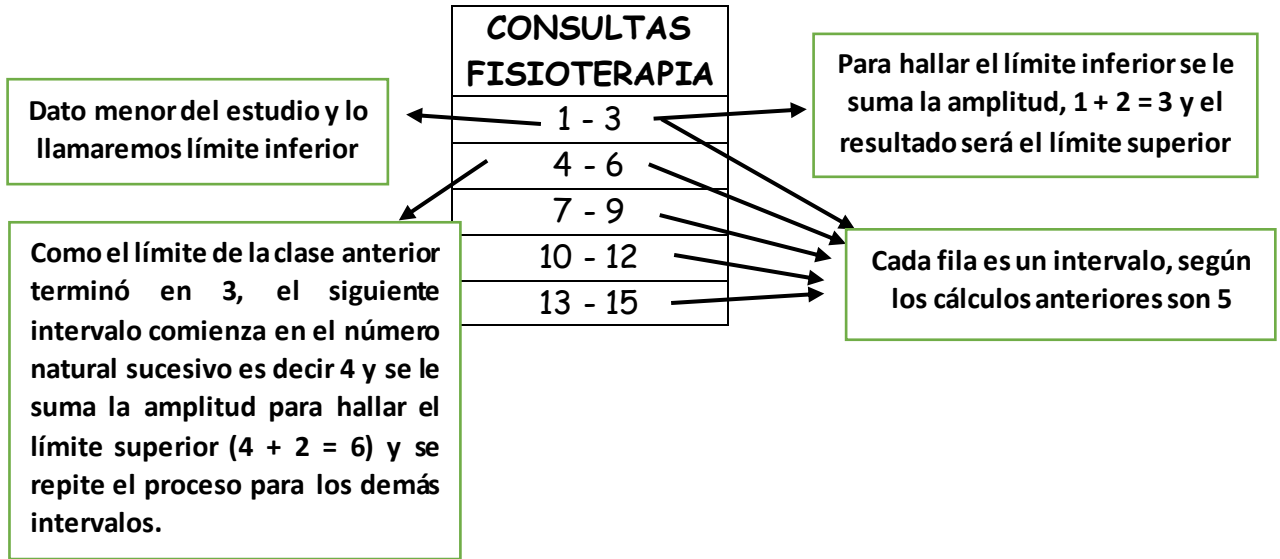 CONSULTAS
FISIOTERAPIA
1 - 3
4 - 6
7 - 9
10 - 12
13 - 15
Dato menor del estudio y lo
llamaremos límite inferior
Para hallar el límite inferior se le
suma la amplitud, 1 + 2 = 3 y el
resultado será el límite superior
Como el límite de la clase anterior
terminó en 3, el siguiente
intervalo comienza en el número
natural sucesivo es decir 4 y se le
suma la amplitud para hallar el
límite superior (4 + 2 = 6) y se
repite el proceso para los demás
intervalos.
Cada fila es un intervalo, según
los cálculos anteriores son 5